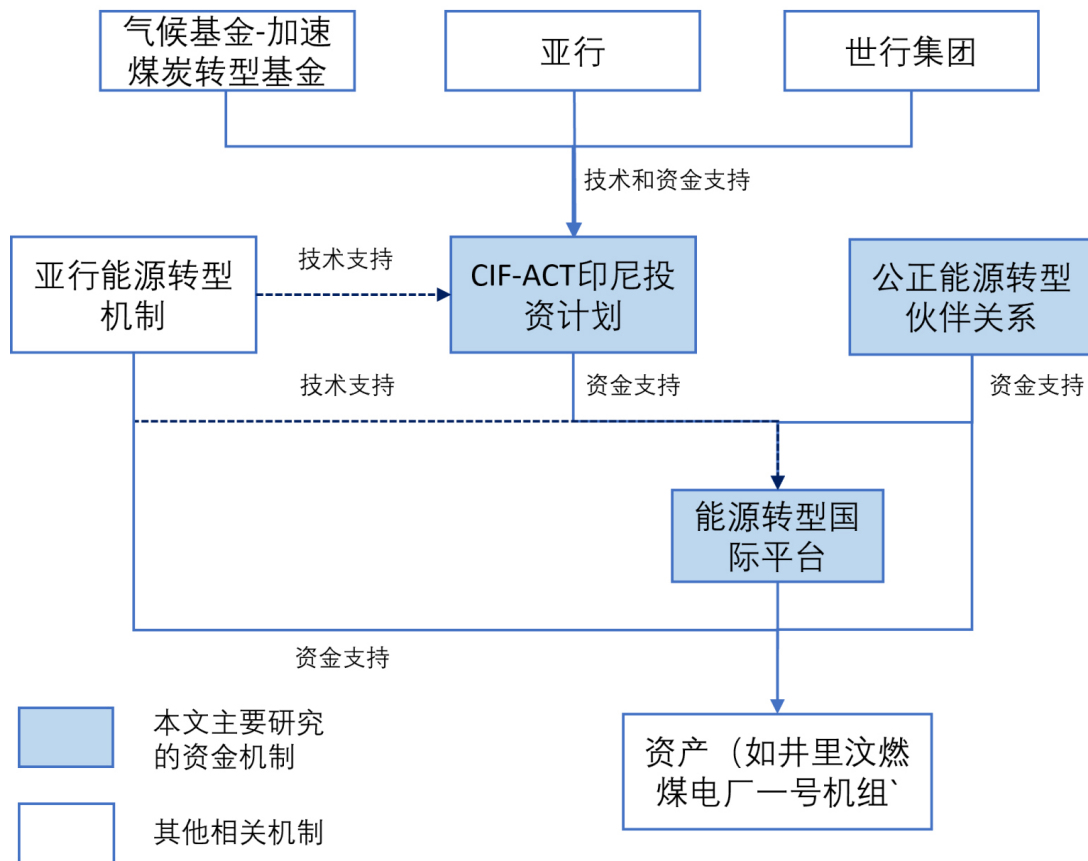 气候基金-加速
煤炭转型基金
亚行
世行集团
技术和资金支持
亚行能源转型
机制
技术支持
CIF-ACT印尼投
资计划
公正能源转型
伙伴关系
技术支持
资金支持
资金支持
能源转型国
际平台
资金支持
本文主要研究
的资金机制
资产（如井里汶燃
煤电厂一号机组`
其他相关机制